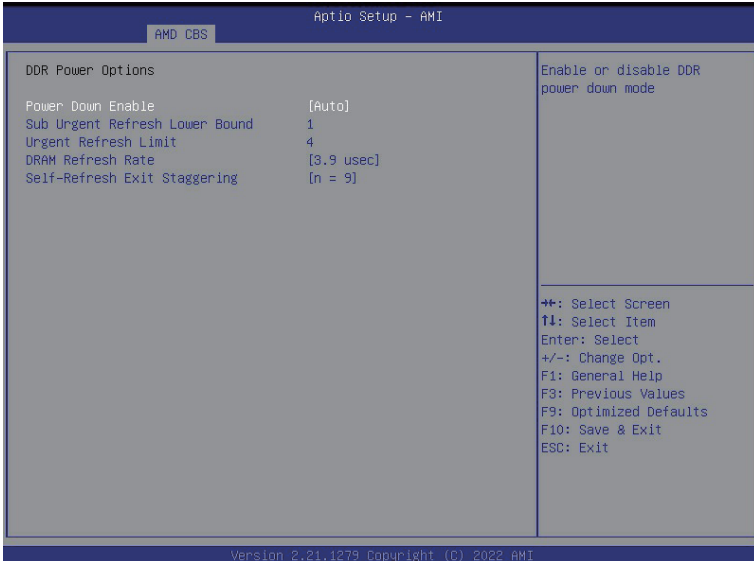 Aptio Setup – AMI
AMD CBS
DDR Power Options
Power Down Enable [Auto]
Sub Urgent Refresh Lower Bound 1
Urgent Refresh Limit 4
DRAM Refresh Rate [3.9 usec]
Self-Refresh Exit Staggering [n = 9]
Enable or disable DDR
power down mode
→←: Select Screen
↑↓: Select Item
Enter: Select
+/-: Change Opt.
F1: General Help
F3: Previous Values
F9: Optimized Defaults
F10: Save & Exit
ESC: Exit
Version 2.21.1279 Copyright (C) 2022 AMI